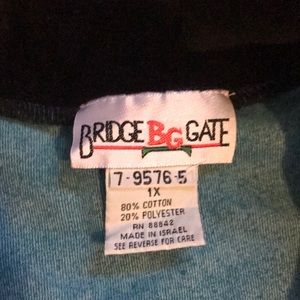 BRIDGE BG GATE
7-9576-5
1X
80% COTTON
20% POLYESTER
RN 88842
MADE IN ISRAEL
SEE REVERSE FOR CARE